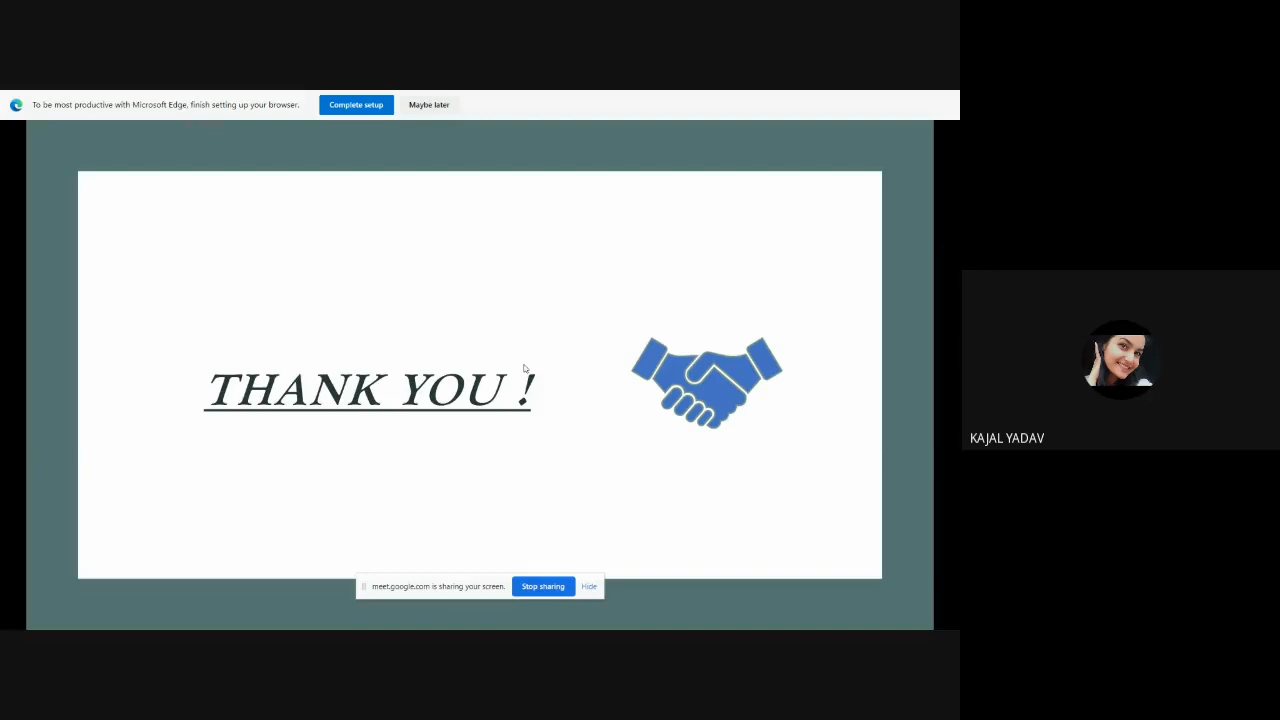 To be most productive with Microsoft Edge, finish setting up your browser. Complete setup Maybe later
THANK YOU !
KAJAL YADAV
meet.google.com is sharing your screen. Stop sharing Hide